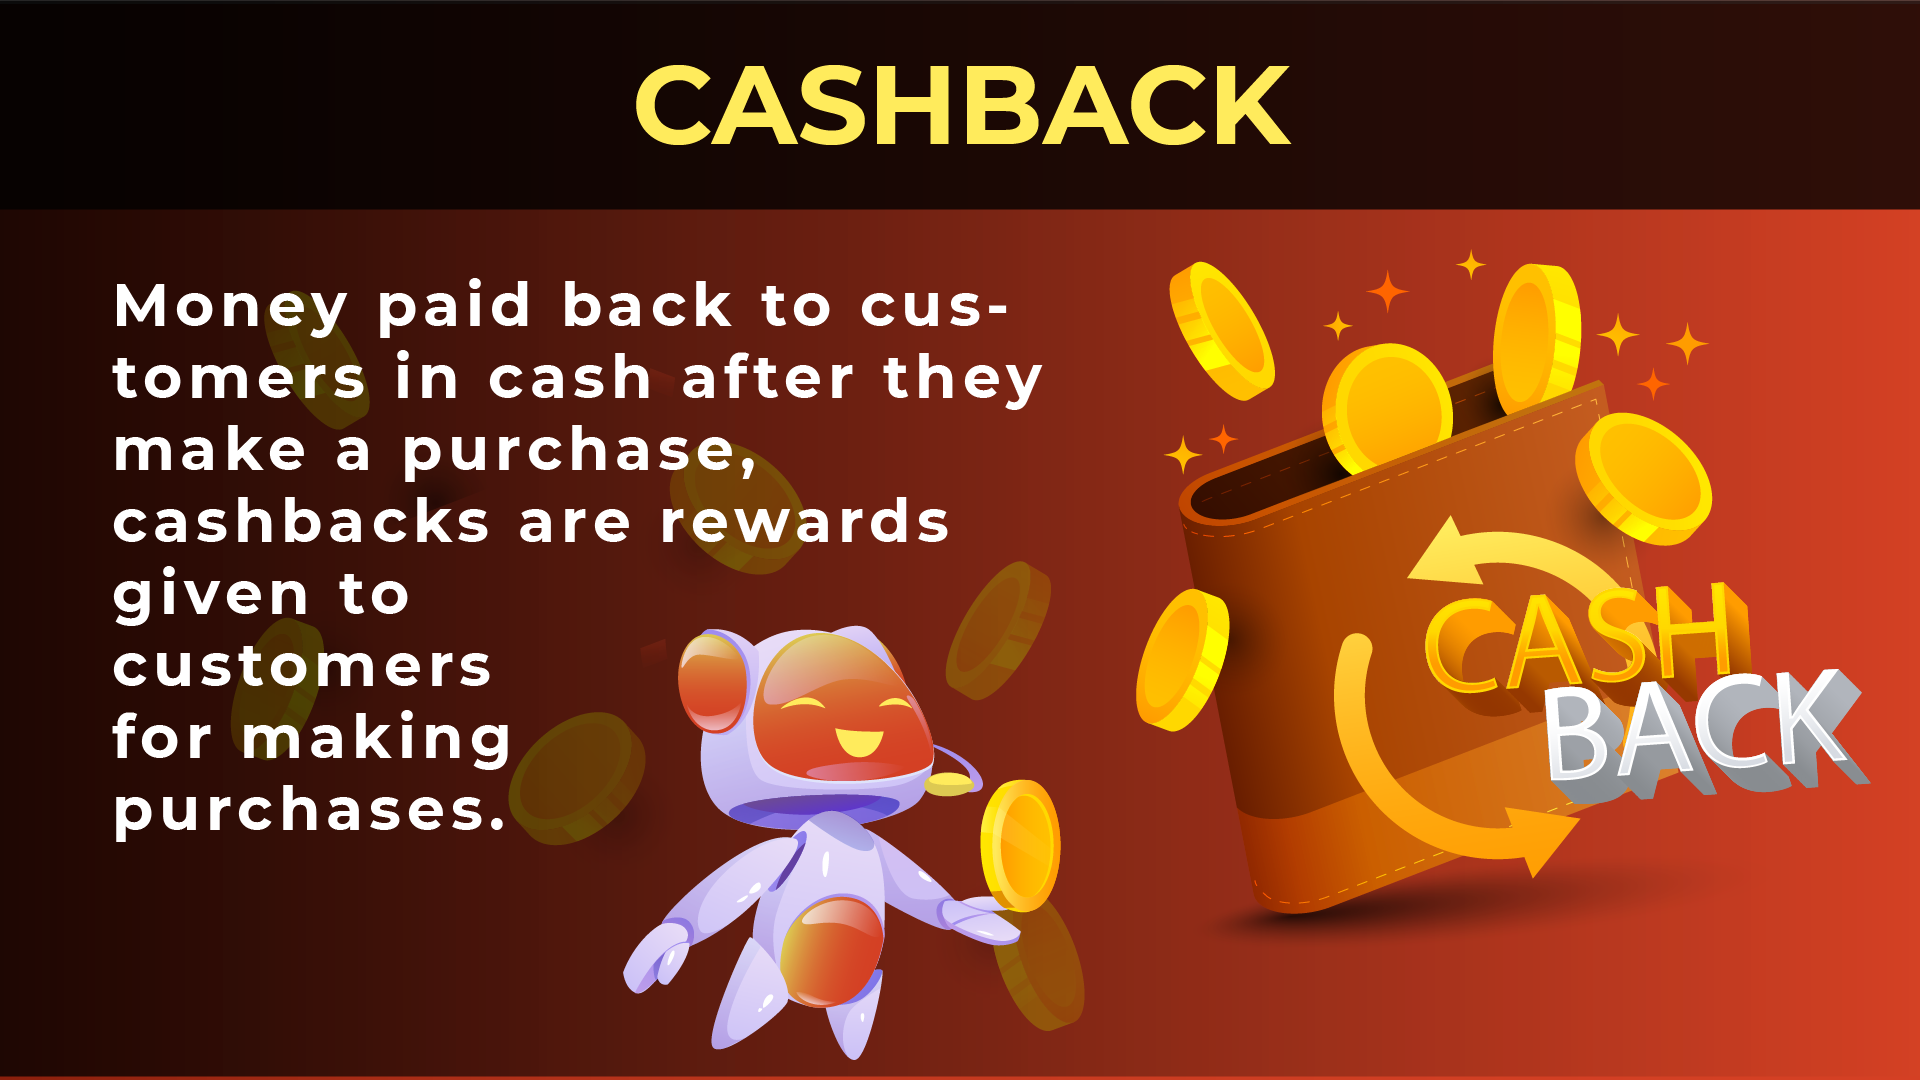 CASHBACK
Money paid back to cus-
tomers in cash after they
make a purchase,
cashbacks are rewards
given to
customers
for making
purchases.
CASH
BACK